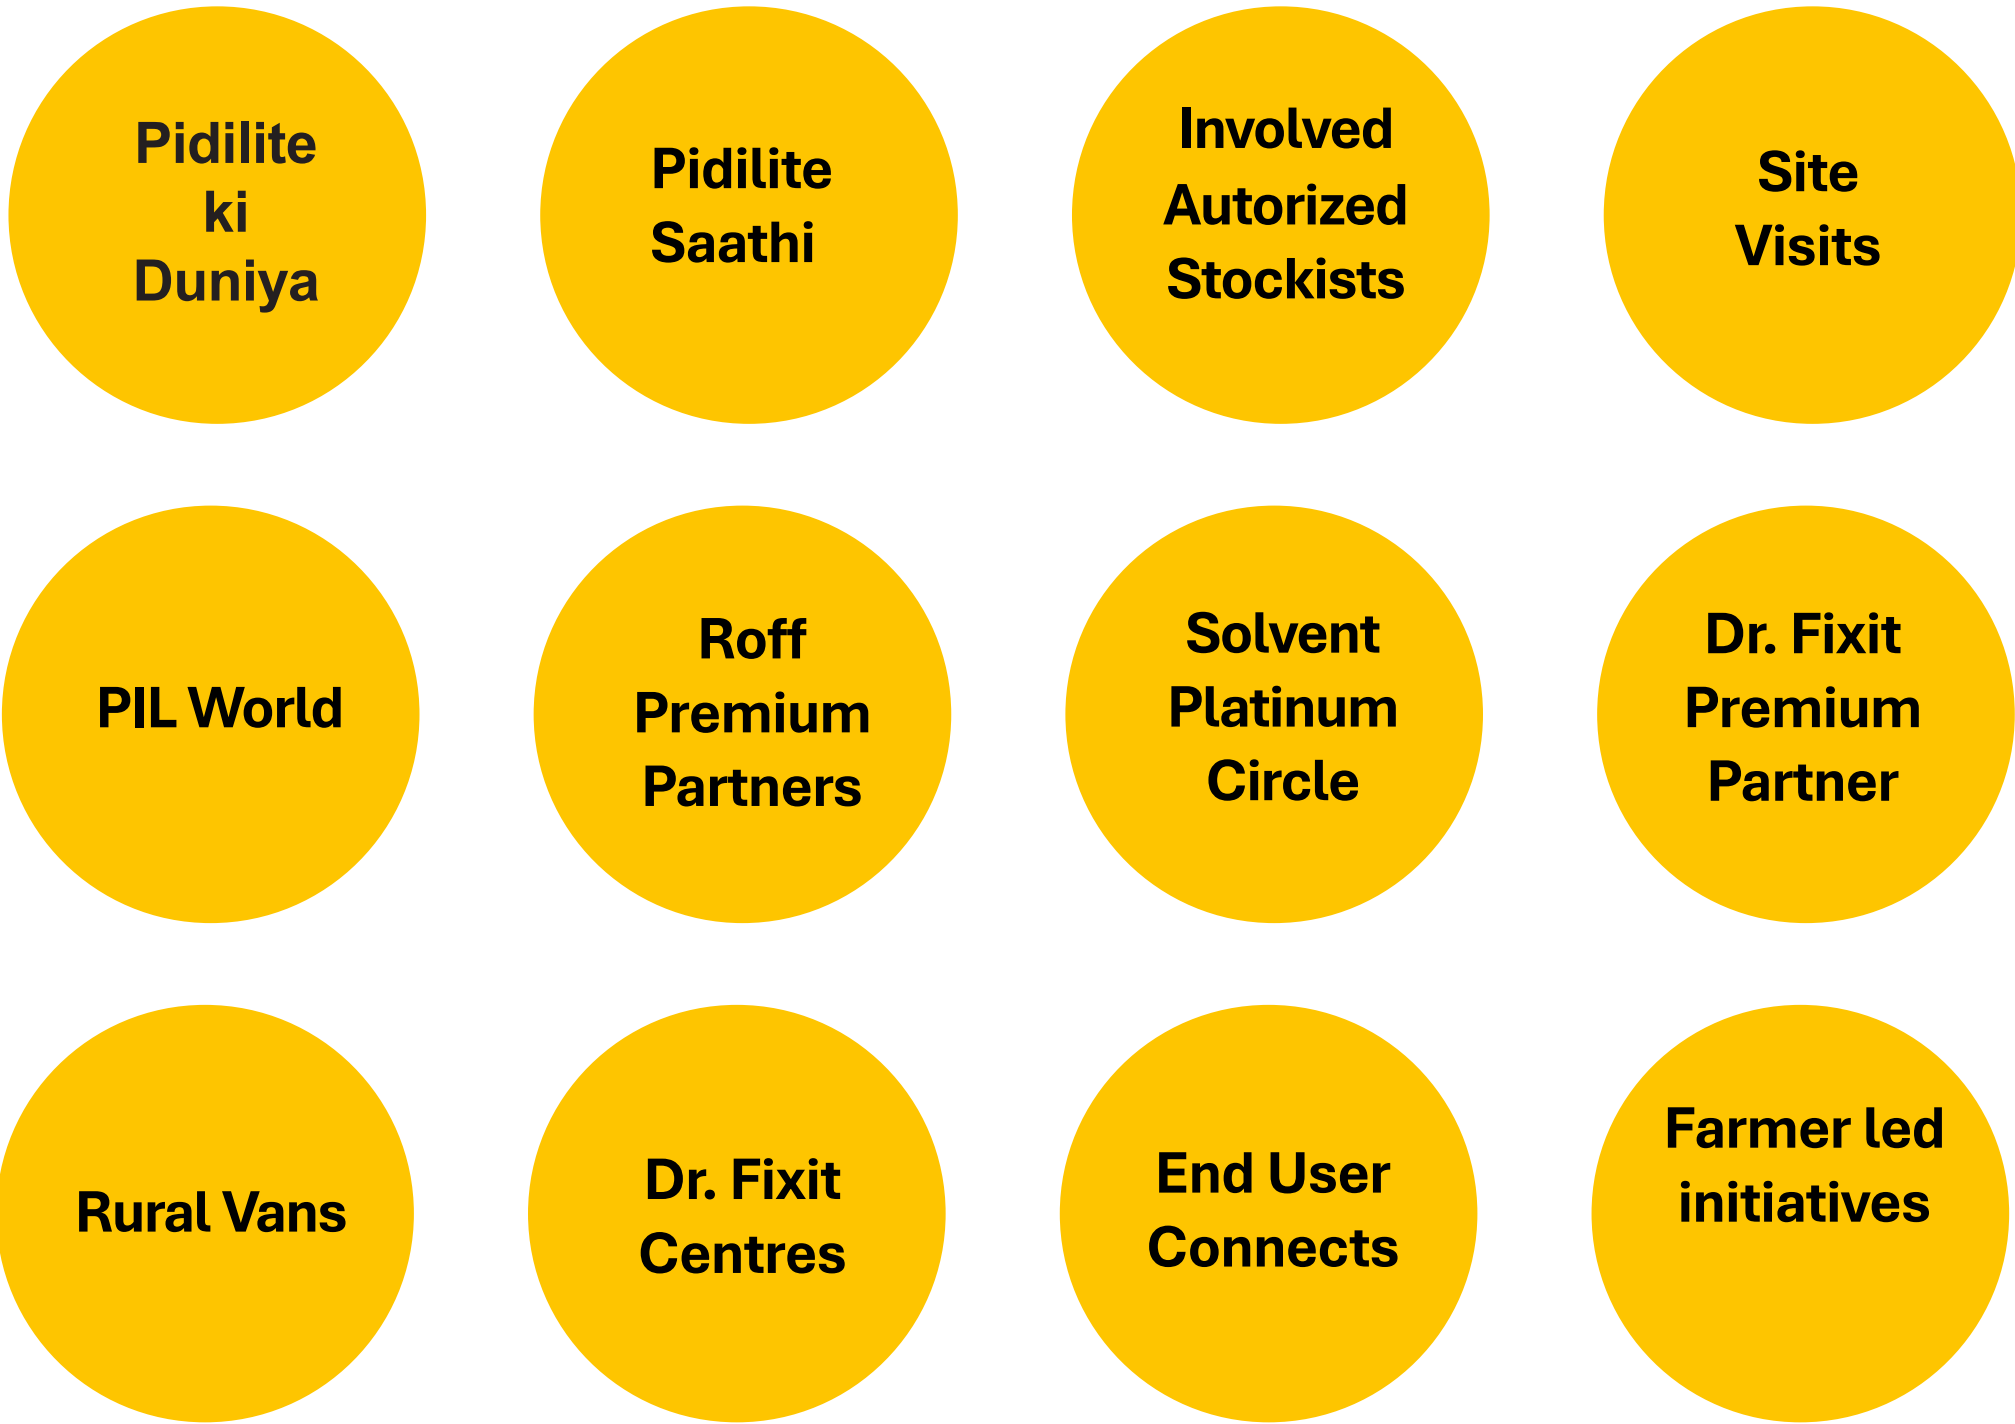 Pidilite
ki
Duniya
Pidilite
Saathi
Involved
Autorized
Stockists
Site
Visits
PIL World
Roff
Premium
Partners
Solvent
Platinum
Circle
Dr. Fixit
Premium
Partner
Rural Vans
Dr. Fixit
Centres
End User
Connects
Farmer led
initiatives